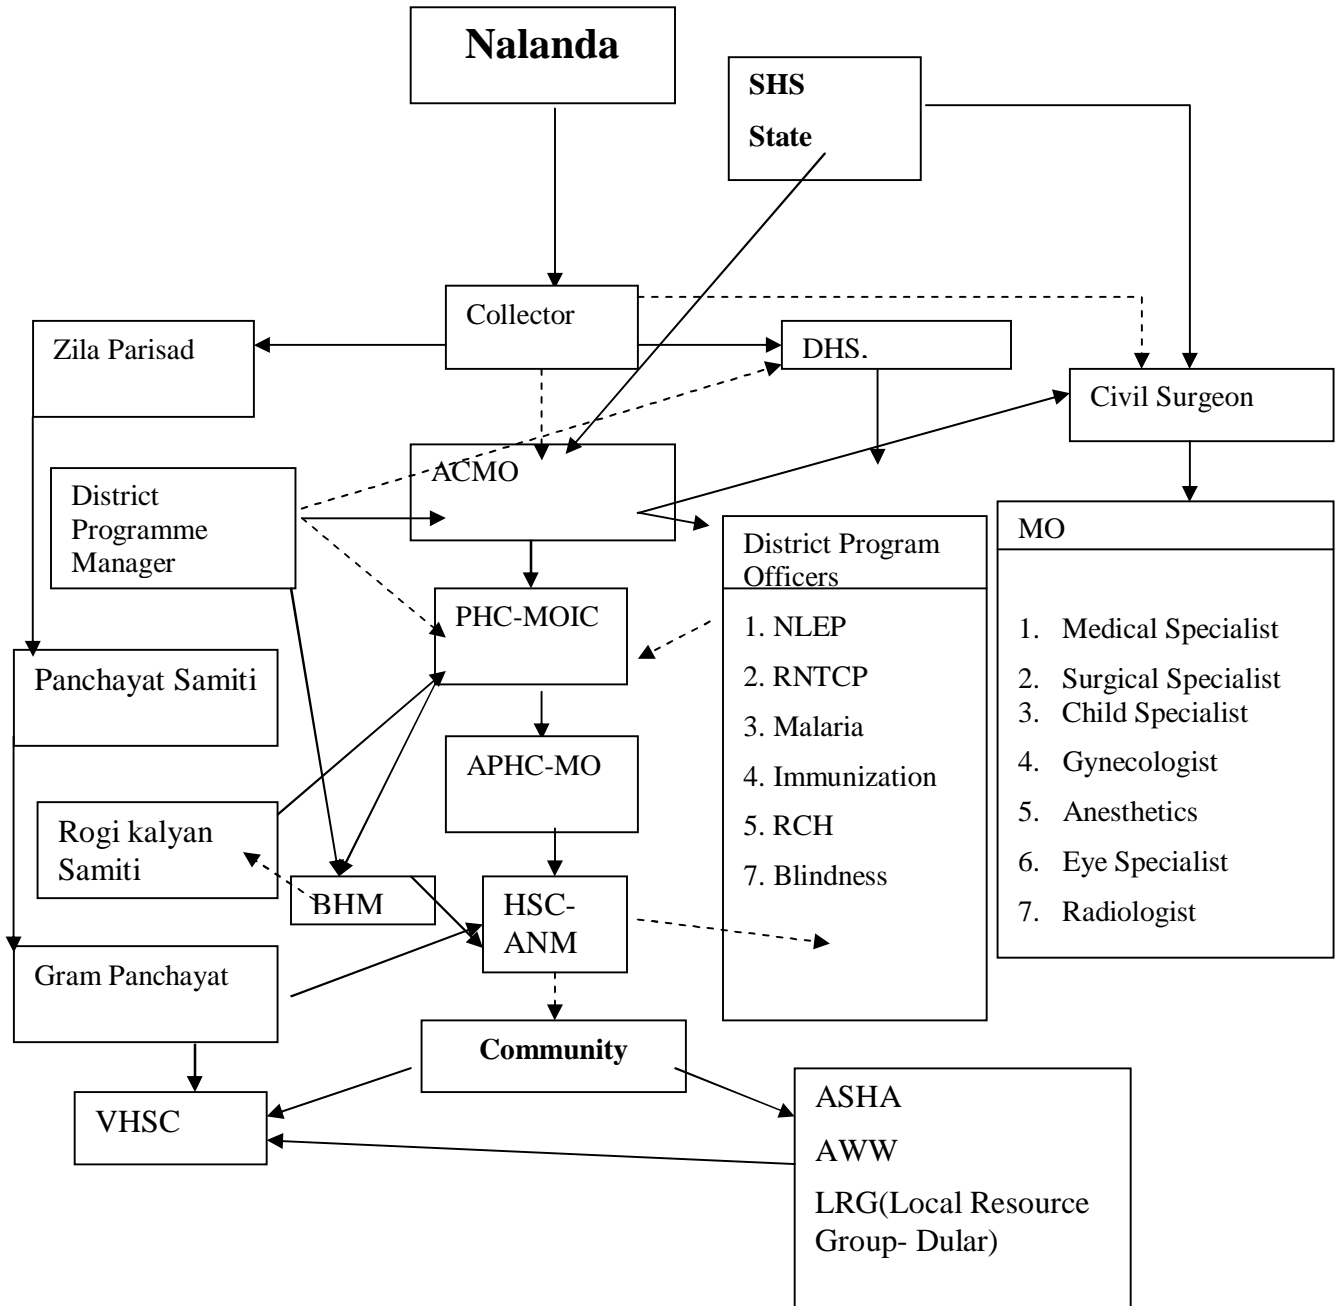 Nalanda
SHS
State
Collector
Zila Parisad
DHS.
Civil Surgeon
ACMO
District
Programme
Manager
MO
District Program
Officers
PHC-MOIC
1. NLEP
2. RNTCP
3. Malaria
4. Immunization
5. RCH
7. Blindness
1. Medical Specialist
2. Surgical Specialist
3. Child Specialist
4. Gynecologist
5. Anesthetics
6. Eye Specialist
7. Radiologist
Panchayat Samiti
APHC-MO
Rogi kalyan
Samiti
BHM
HSC-
ANM
Gram Panchayat
Community
VHSC
ASHA
AWW
LRG(Local Resource
Group- Dular)